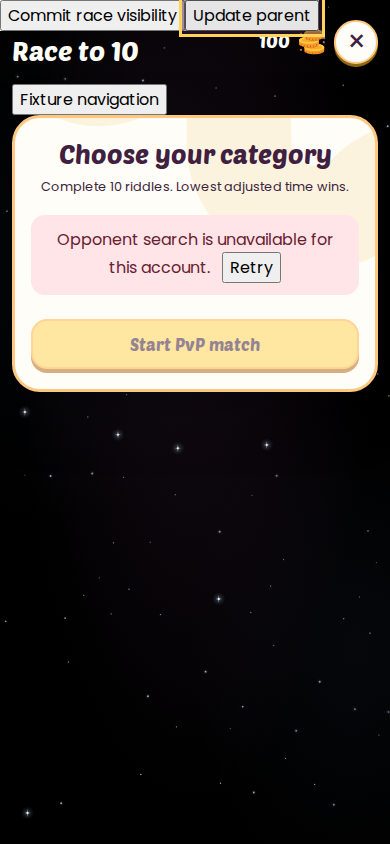 Commit race visibility Update parent
Race to 10 100 ×
Fixture navigation
Choose your category
Complete 10 riddles. Lowest adjusted time wins.
Opponent search is unavailable for
this account. Retry
Start PvP match